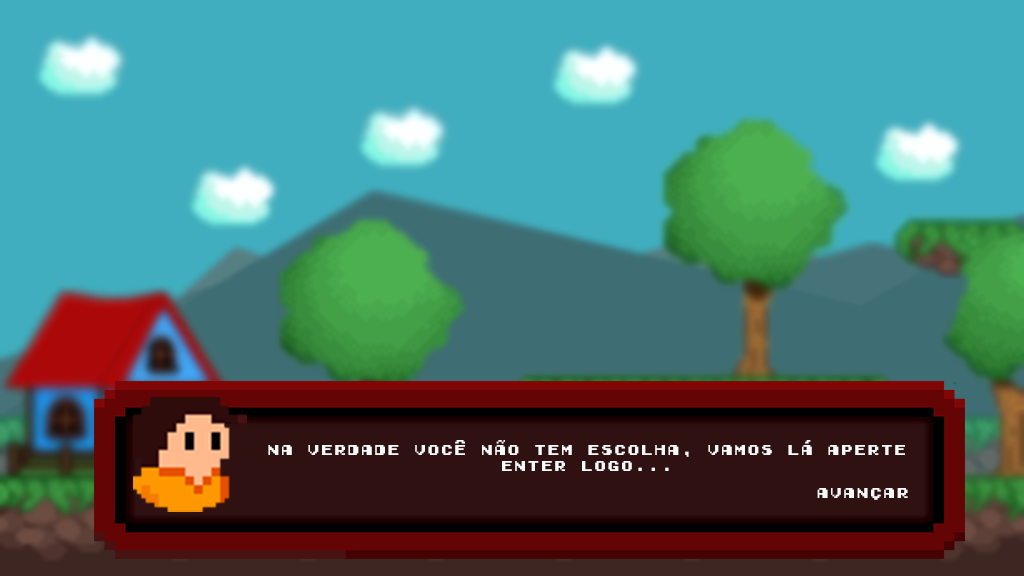 NA VERDADE VOCÊ NÃO TEM ESCOLHA, VAMOS LÁ APERTE
ENTER LOGO...
AVANÇAR